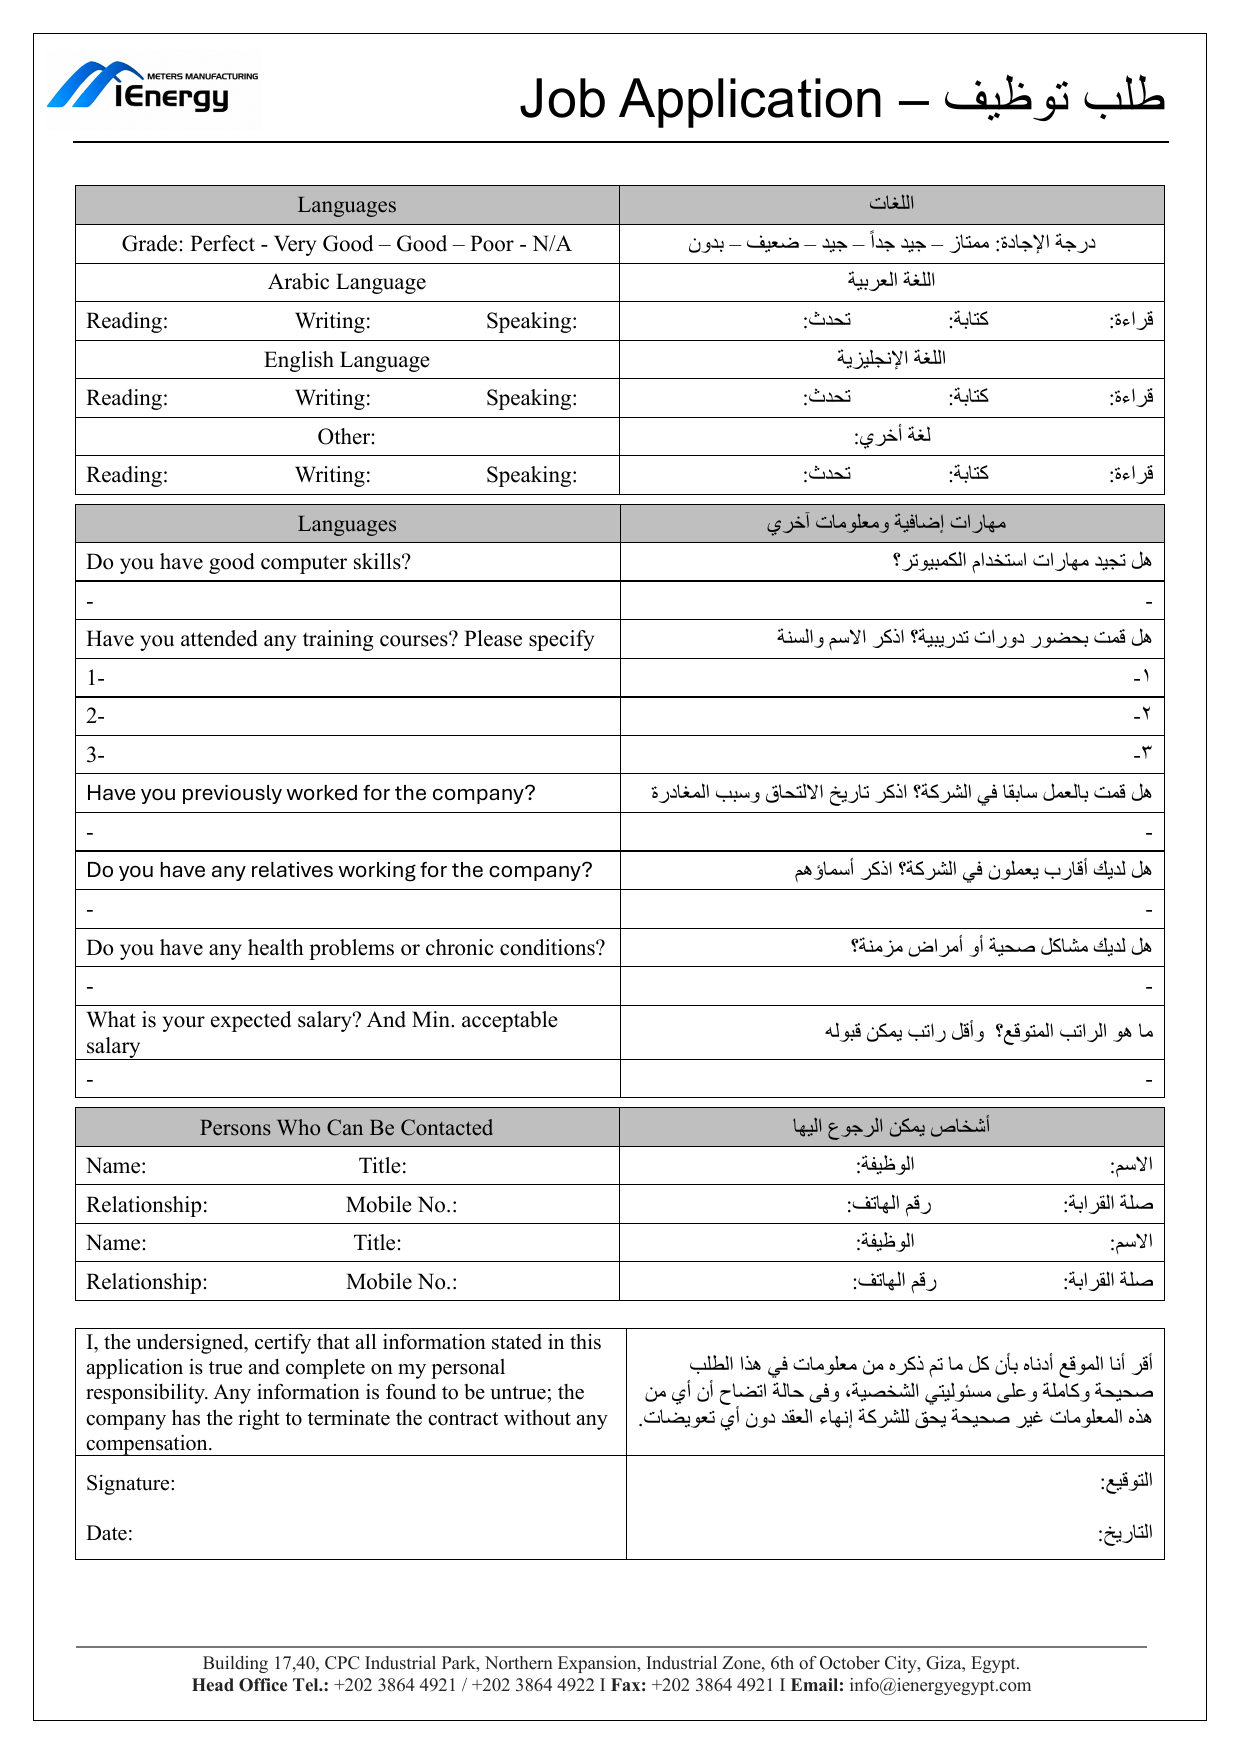 METERS MANUFACTURING
iEnergy
Job Application – طلب توظيف
Languages
اللغات
Grade: Perfect - Very Good – Good – Poor - N/A
درجة الإجادة: ممتاز – جيد جداً – جيد – ضعيف – بدون
Arabic Language
اللغة العربية
Reading: Writing: Speaking:
قراءة: كتابة: تحدث:
English Language
اللغة الإنجليزية
Reading: Writing: Speaking:
قراءة: كتابة: تحدث:
Other:
لغة أخري:
Reading: Writing: Speaking:
قراءة: كتابة: تحدث:
Languages
مهارات إضافية ومعلومات آخري
Do you have good computer skills?
هل تجيد مهارات استخدام الكمبيوتر؟
-
-
Have you attended any training courses? Please specify
هل قمت بحضور دورات تدريبية؟ اذكر الاسم والسنة
1-
١-
2-
٢-
3-
٣-
Have you previously worked for the company?
هل قمت بالعمل سابقا في الشركة؟ اذكر تاريخ الالتحاق وسبب المغادرة
-
-
Do you have any relatives working for the company?
هل لديك أقارب يعملون في الشركة؟ اذكر أسماؤهم
-
-
Do you have any health problems or chronic conditions?
هل لديك مشاكل صحية أو أمراض مزمنة؟
-
-
What is your expected salary? And Min. acceptable
salary
ما هو الراتب المتوقع؟ وأقل راتب يمكن قبوله
-
-
Persons Who Can Be Contacted
أشخاص يمكن الرجوع اليها
Name: Title:
الاسم: الوظيفة:
Relationship: Mobile No.:
صلة القرابة: رقم الهاتف:
Name: Title:
الاسم: الوظيفة:
Relationship: Mobile No.:
صلة القرابة: رقم الهاتف:
I, the undersigned, certify that all information stated in this
application is true and complete on my personal
responsibility. Any information is found to be untrue; the
company has the right to terminate the contract without any
compensation.
أقر أنا الموقع أدناه بأن كل ما تم ذكره من معلومات في هذا الطلب
صحيحة وكاملة وعلى مسئوليتي الشخصية، وفى حالة اتضاح أن أي من
هذه المعلومات غير صحيحة يحق للشركة إنهاء العقد دون أي تعويضات.
Signature:
التوقيع:
Date:
التاريخ:
Building 17,40, CPC Industrial Park, Northern Expansion, Industrial Zone, 6th of October City, Giza, Egypt.
Head Office Tel.: +202 3864 4921 / +202 3864 4922 I Fax: +202 3864 4921 I Email: info@ienergyegypt.com